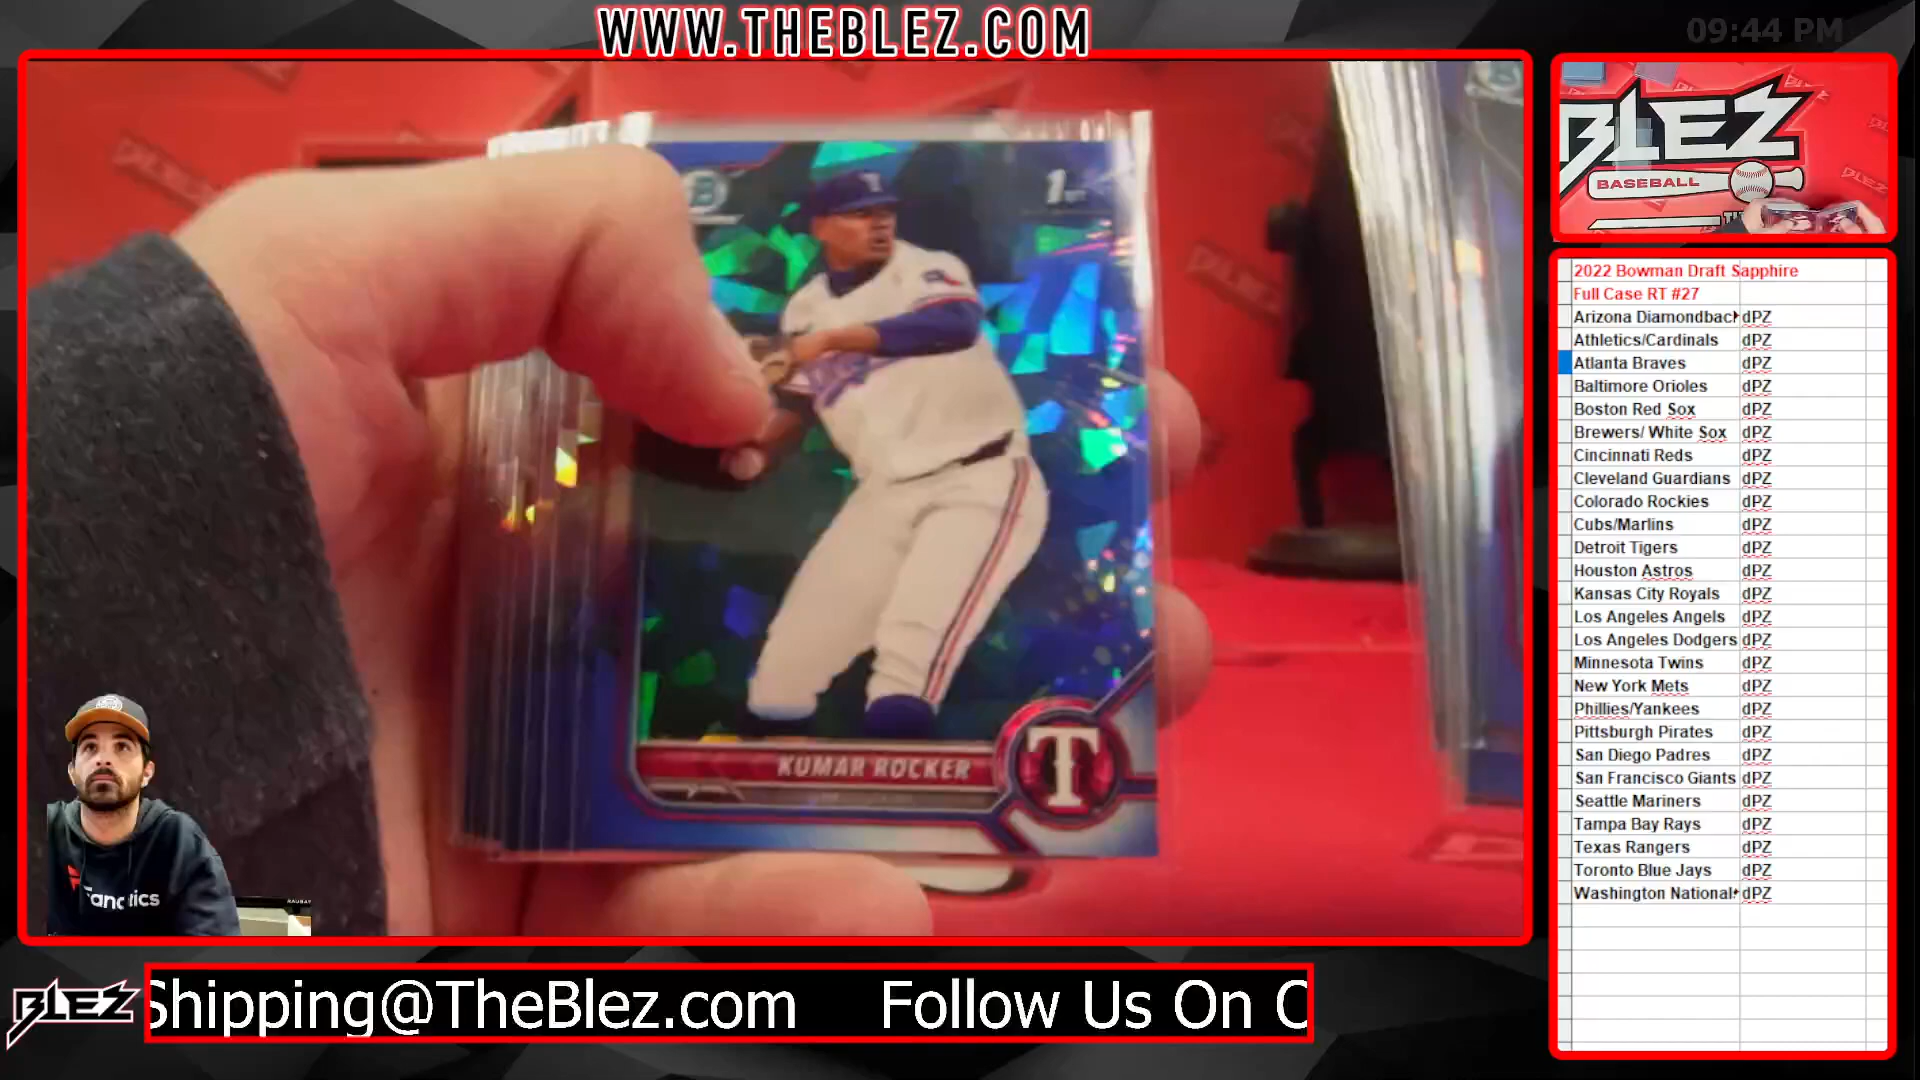 WWW.THEBLEZ.COM
09:44 PM
1st
KUMAR ROCKER
T
Fanatics
BLEZ
BASEBALL
2022 Bowman Draft Sapphire
Full Case RT #27
Arizona Diamondbac dPZ
Athletics/Cardinals dPZ
Atlanta Braves dPZ
Baltimore Orioles dPZ
Boston Red Sox dPZ
Brewers/ White Sox dPZ
Cincinnati Reds dPZ
Cleveland Guardians dPZ
Colorado Rockies dPZ
Cubs/Marlins dPZ
Detroit Tigers dPZ
Houston Astros dPZ
Kansas City Royals dPZ
Los Angeles Angels dPZ
Los Angeles Dodgers dPZ
Minnesota Twins dPZ
New York Mets dPZ
Phillies/Yankees dPZ
Pittsburgh Pirates dPZ
San Diego Padres dPZ
San Francisco Giants dPZ
Seattle Mariners dPZ
Tampa Bay Rays dPZ
Texas Rangers dPZ
Toronto Blue Jays dPZ
Washington National dPZ
BLEZ
Shipping@TheBlez.com Follow Us On